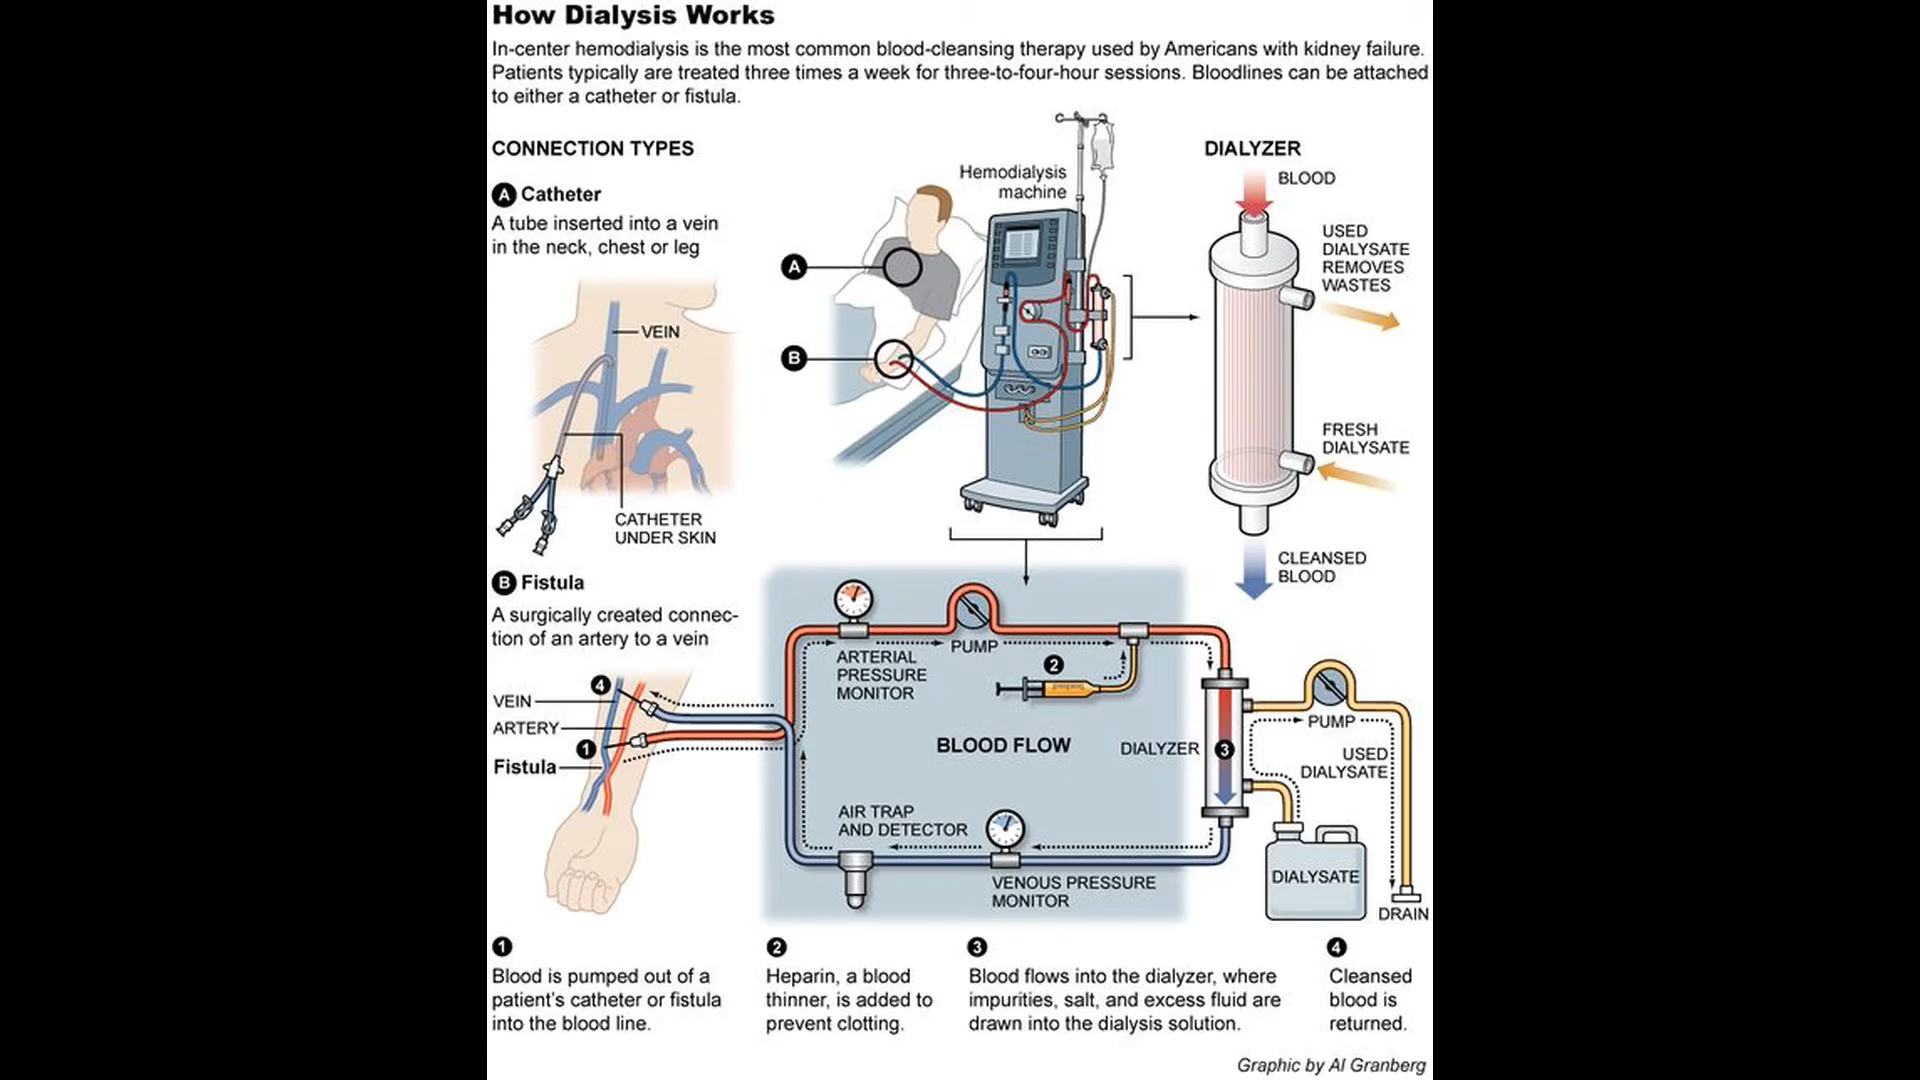 How Dialysis Works
In-center hemodialysis is the most common blood-cleansing therapy used by Americans with kidney failure.
Patients typically are treated three times a week for three-to-four-hour sessions. Bloodlines can be attached
to either a catheter or fistula.
CONNECTION TYPES
A Catheter
A tube inserted into a vein
in the neck, chest or leg
VEIN
CATHETER
UNDER SKIN
Hemodialysis
machine
A
B
DIALYZER
BLOOD
USED
DIALYSATE
REMOVES
WASTES
FRESH
DIALYSATE
CLEANSED
BLOOD
B Fistula
A surgically created connec-
tion of an artery to a vein
4
VEIN
ARTERY
1
Fistula
ARTERIAL
PRESSURE
MONITOR
PUMP
2
BLOOD FLOW
DIALYZER
3
AIR TRAP
AND DETECTOR
VENOUS PRESSURE
MONITOR
PUMP
USED
DIALYSATE
DIALYSATE
DRAIN
1
Blood is pumped out of a
patient's catheter or fistula
into the blood line.
2
Heparin, a blood
thinner, is added to
prevent clotting.
3
Blood flows into the dialyzer, where
impurities, salt, and excess fluid are
drawn into the dialysis solution.
4
Cleansed
blood is
returned.
Graphic by Al Granberg